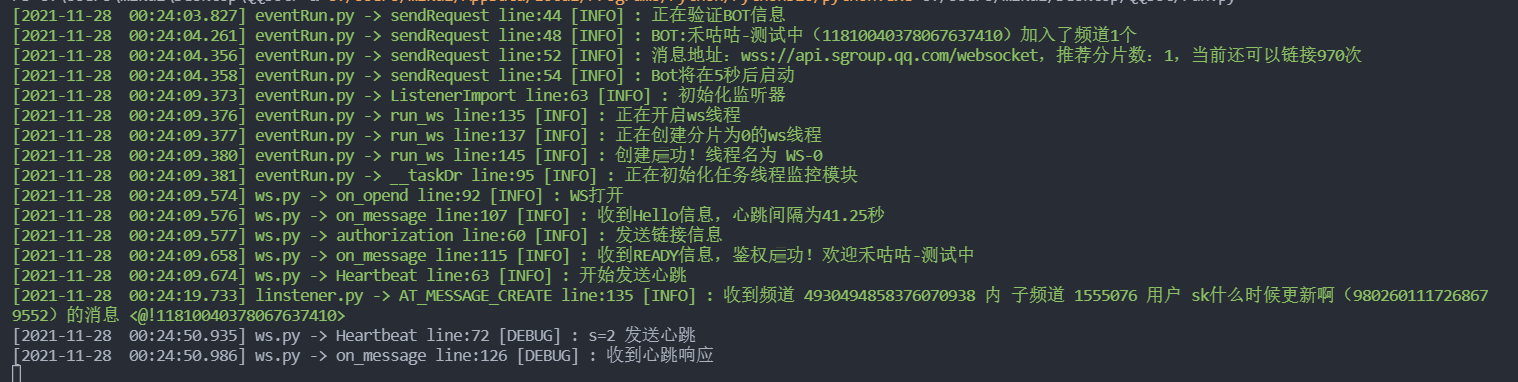 [2021-11-28  00:24:03.827] eventRun.py -> sendRequest line:44 [INFO] : 正在验证BOT信息
[2021-11-28  00:24:04.261] eventRun.py -> sendRequest line:48 [INFO] : BOT:禾咕咕-测试中（11810040378067637410）加入了频道1个
[2021-11-28  00:24:04.356] eventRun.py -> sendRequest line:52 [INFO] : 消息地址：wss://api.sgroup.qq.com/websocket，推荐分片数：1，当前还可以链接970次
[2021-11-28  00:24:04.358] eventRun.py -> sendRequest line:54 [INFO] : Bot将在5秒后启动
[2021-11-28  00:24:09.373] eventRun.py -> ListenerImport line:63 [INFO] : 初始化监听器
[2021-11-28  00:24:09.376] eventRun.py -> run_ws line:135 [INFO] : 正在开启ws线程
[2021-11-28  00:24:09.377] eventRun.py -> run_ws line:137 [INFO] : 正在创建分片为0的ws线程
[2021-11-28  00:24:09.380] eventRun.py -> run_ws line:145 [INFO] : 创建成功！线程名为 WS-0
[2021-11-28  00:24:09.381] eventRun.py -> __taskDr line:95 [INFO] : 正在初始化任务线程监控模块
[2021-11-28  00:24:09.574] ws.py -> on_opend line:92 [INFO] : WS打开
[2021-11-28  00:24:09.576] ws.py -> on_message line:107 [INFO] : 收到Hello信息，心跳间隔为41.25秒
[2021-11-28  00:24:09.577] ws.py -> authorization line:60 [INFO] : 发送链接信息
[2021-11-28  00:24:09.658] ws.py -> on_message line:115 [INFO] : 收到READY信息，鉴权成功！欢迎禾咕咕-测试中
[2021-11-28  00:24:09.674] ws.py -> Heartbeat line:63 [INFO] : 开始发送心跳
[2021-11-28  00:24:19.733] linstener.py -> AT_MESSAGE_CREATE line:135 [INFO] : 收到频道 4930494858376070938 内 子频道 1555076 用户 sk什么时候更新啊（980260111726867
9552）的消息 <@!11810040378067637410>
[2021-11-28  00:24:50.935] ws.py -> Heartbeat line:72 [DEBUG] : s=2 发送心跳
[2021-11-28  00:24:50.986] ws.py -> on_message line:126 [DEBUG] : 收到心跳响应